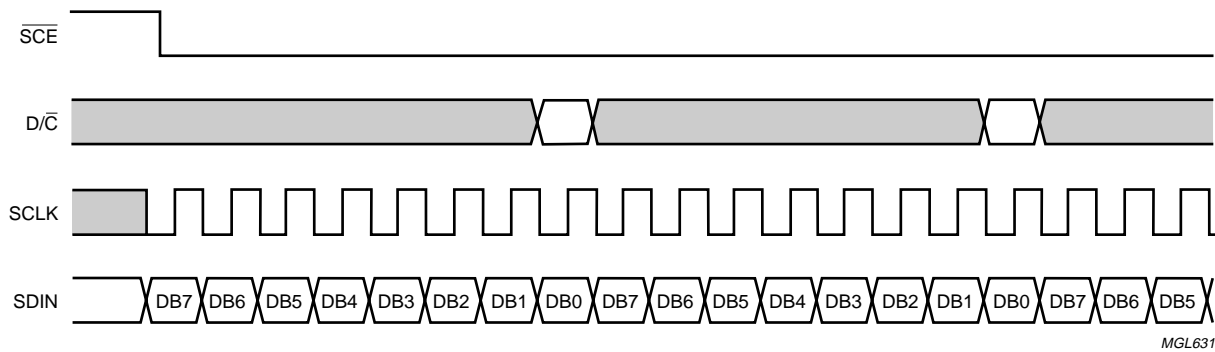 S̅C̅E̅
D/C̅
SCLK
SDIN DB7 DB6 DB5 DB4 DB3 DB2 DB1 DB0 DB7 DB6 DB5 DB4 DB3 DB2 DB1 DB0 DB7 DB6 DB5
MGL631